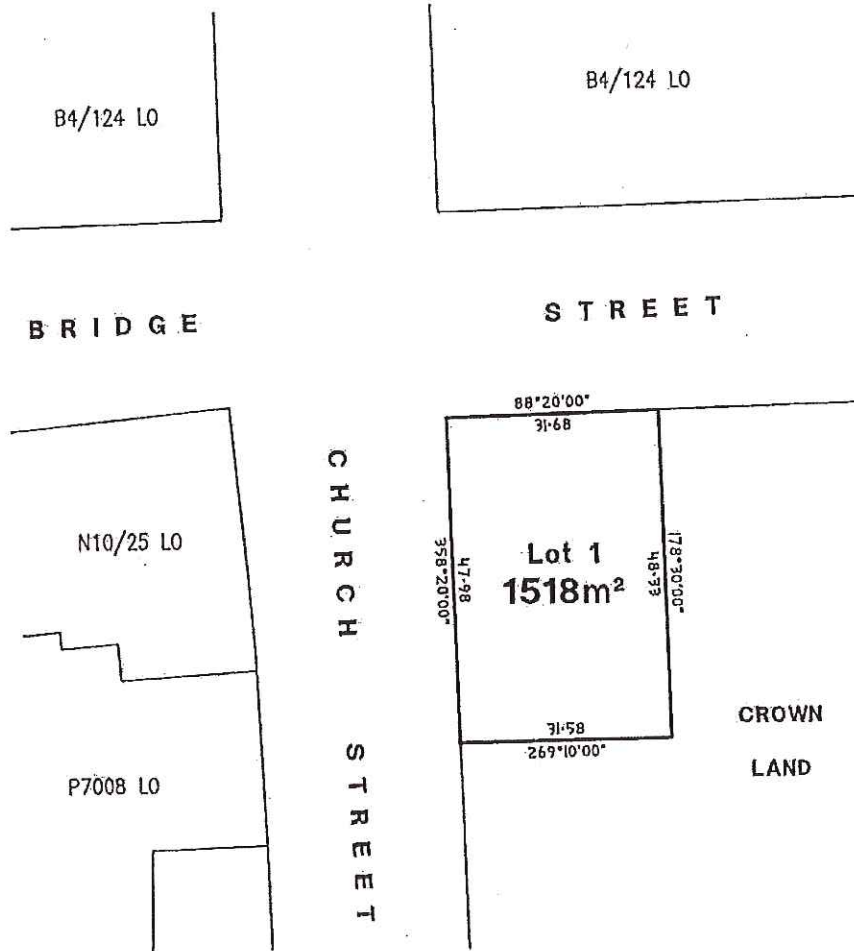 B4/124 LO
B4/124 LO
BRIDGE
STREET
88°20'00"
31·68
CHURCH
STREET
N10/25 LO
358°20'00"
47·98
Lot 1
1518m²
48·33
178°30'00"
31·58
269°10'00"
CROWN
LAND
P7008 LO